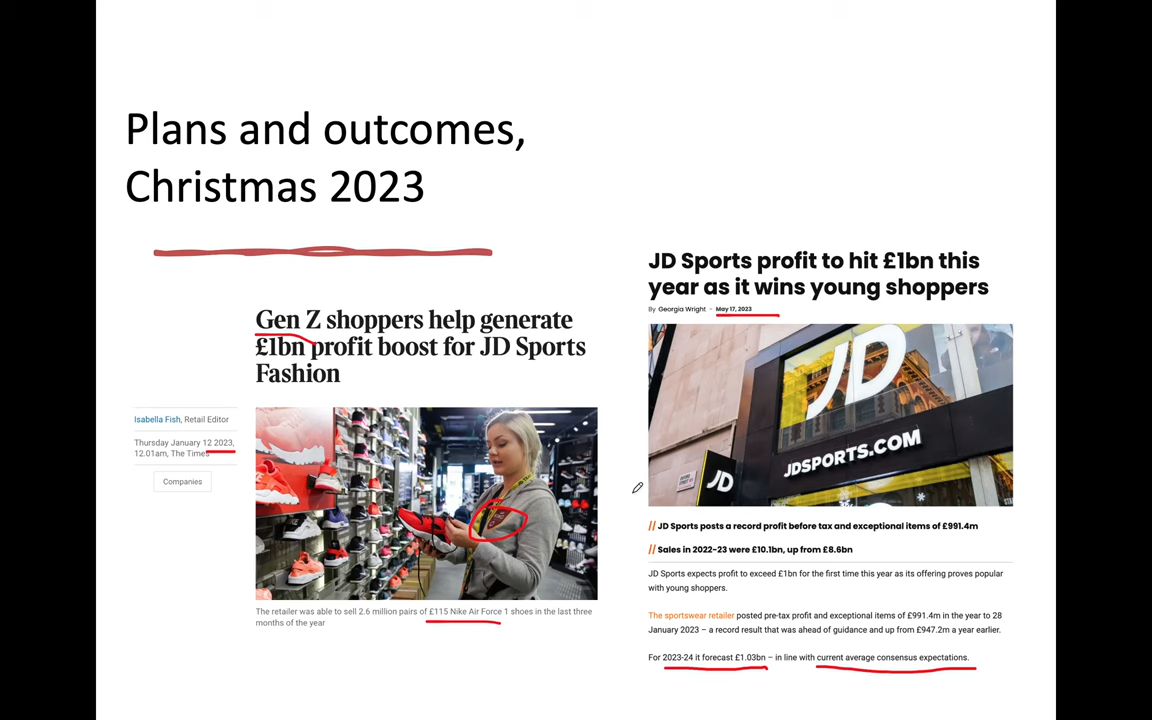 Plans and outcomes,
Christmas 2023
Gen Z shoppers help generate
£1bn profit boost for JD Sports
Fashion
Isabella Fish, Retail Editor
Thursday January 12 2023,
12.01am, The Times
Companies
The retailer was able to sell 2.6 million pairs of £115 Nike Air Force 1 shoes in the last three
months of the year
JD Sports profit to hit £1bn this
year as it wins young shoppers
By Georgia Wright - May 17, 2023
JD
JDSPORTS.COM
JD
// JD Sports posts a record profit before tax and exceptional items of £991.4m
// Sales in 2022-23 were £10.1bn, up from £8.6bn
JD Sports expects profit to exceed £1bn for the first time this year as its offering proves popular
with young shoppers.
The sportswear retailer posted pre-tax profit and exceptional items of £991.4m in the year to 28
January 2023 – a record result that was ahead of guidance and up from £947.2m a year earlier.
For 2023-24 it forecast £1.03bn – in line with current average consensus expectations.